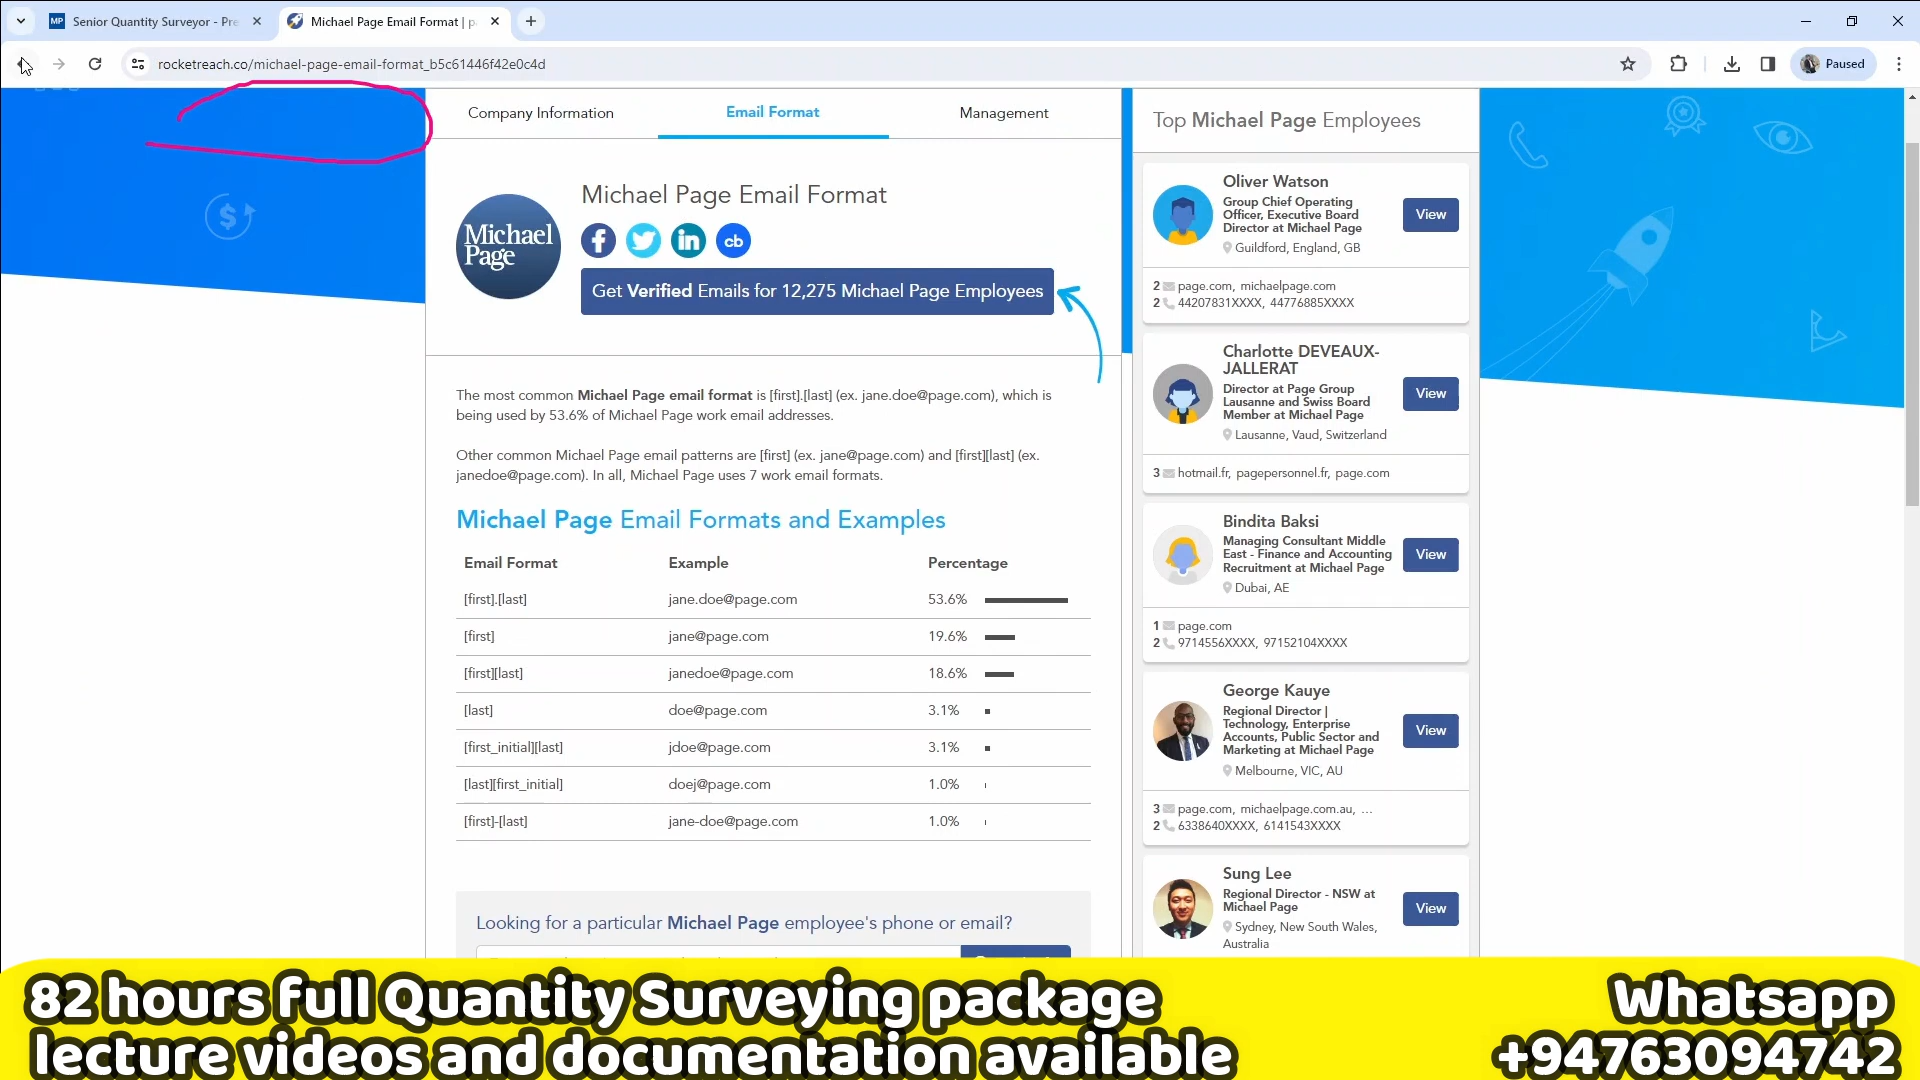 Senior Quantity Surveyor - Pre
Michael Page Email Format | p
rocketreach.co/michael-page-email-format_b5c61446f42e0c4d
Paused
Company Information
Email Format
Management
Michael Page
Michael Page Email Format
Get Verified Emails for 12,275 Michael Page Employees
The most common Michael Page email format is [first].[last] (ex. jane.doe@page.com), which is
being used by 53.6% of Michael Page work email addresses.
Other common Michael Page email patterns are [first] (ex. jane@page.com) and [first][last] (ex.
janedoe@page.com). In all, Michael Page uses 7 work email formats.
Michael Page Email Formats and Examples
Email Format Example Percentage
[first].[last] jane.doe@page.com 53.6%
[first] jane@page.com 19.6%
[first][last] janedoe@page.com 18.6%
[last] doe@page.com 3.1%
[first_initial][last] jdoe@page.com 3.1%
[last][first_initial] doej@page.com 1.0%
[first]-[last] jane-doe@page.com 1.0%
Looking for a particular Michael Page employee's phone or email?
Top Michael Page Employees
Oliver Watson
Group Chief Operating
Officer, Executive Board
Director at Michael Page
Guildford, England, GB
View
2 page.com, michaelpage.com
2 44207831XXXX, 44776885XXXX
Charlotte DEVEAUX-
JALLERAT
Director at Page Group
Lausanne and Swiss Board
Member at Michael Page
Lausanne, Vaud, Switzerland
View
3 hotmail.fr, pagepersonnel.fr, page.com
Bindita Baksi
Managing Consultant Middle
East - Finance and Accounting
Recruitment at Michael Page
Dubai, AE
View
1 page.com
2 9714556XXXX, 97152104XXXX
George Kauye
Regional Director |
Technology, Enterprise
Accounts, Public Sector and
Marketing at Michael Page
Melbourne, VIC, AU
View
3 page.com, michaelpage.com.au, ...
2 6338640XXXX, 6141543XXXX
Sung Lee
Regional Director - NSW at
Michael Page
Sydney, New South Wales,
Australia
View
82 hours full Quantity Surveying package
lecture videos and documentation available
Whatsapp
+94763094742